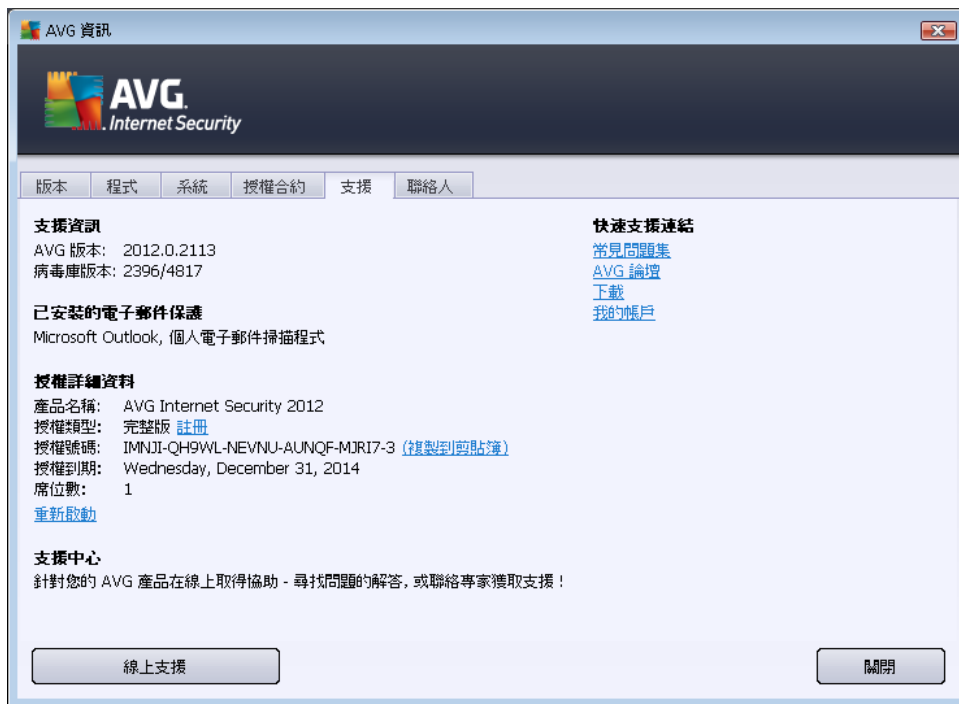 AVG 資訊
AVG.
Internet Security
版本 程式 系統 授權合約 支援 聯絡人
支援資訊
AVG 版本: 2012.0.2113
病毒庫版本: 2396/4817
已安裝的電子郵件保護
Microsoft Outlook, 個人電子郵件掃描程式
授權詳細資料
產品名稱: AVG Internet Security 2012
授權類型: 完整版 註冊
授權號碼: IMNJI-QH9WL-NEVNU-AUNQF-MJRI7-3 (複製到剪貼簿)
授權到期: Wednesday, December 31, 2014
席位數: 1
重新啟動
支援中心
針對您的 AVG 產品在線上取得協助 - 尋找問題的解答, 或聯絡專家獲取支援！
快速支援連結
常見問題集
AVG 論壇
下載
我的帳戶
線上支援
關閉